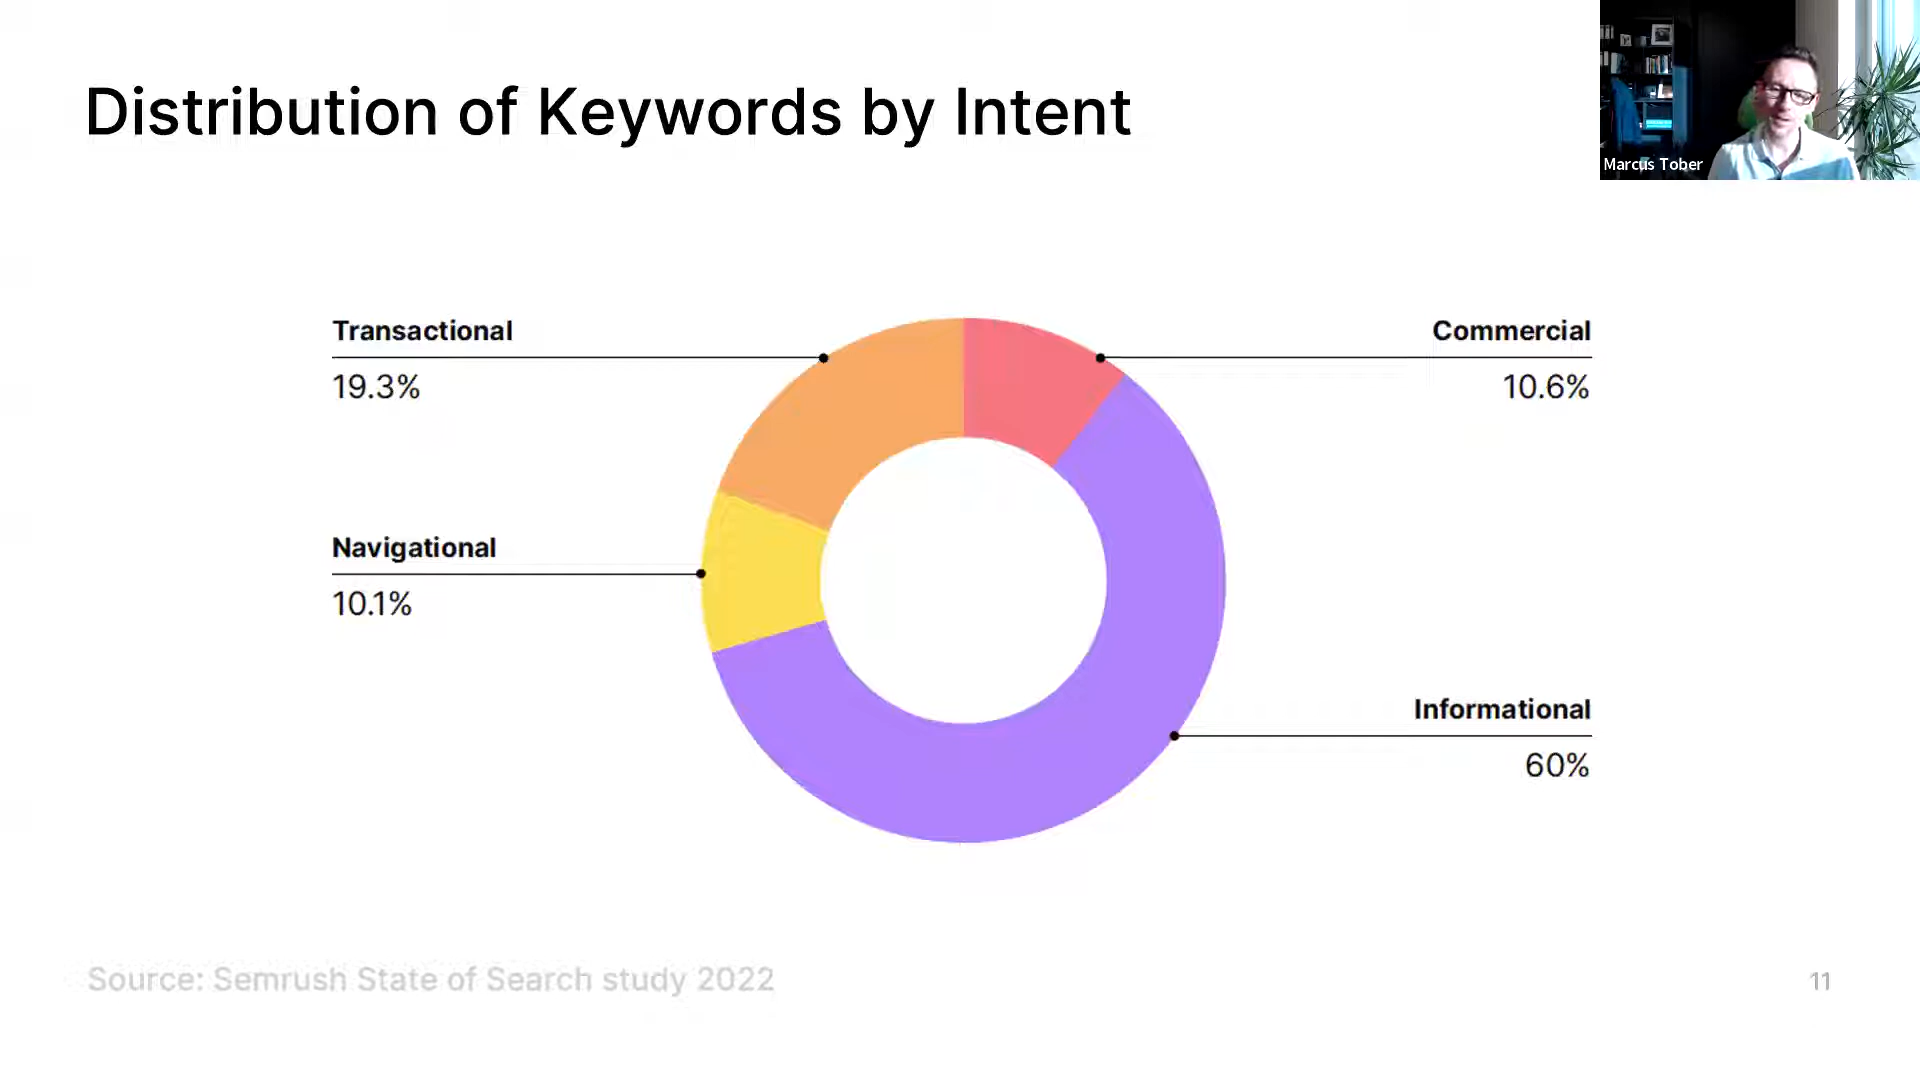 Distribution of Keywords by Intent
Marcus Tober
Transactional
19.3%
Commercial
10.6%
Navigational
10.1%
Informational
60%
Source: Semrush State of Search study 2022
11